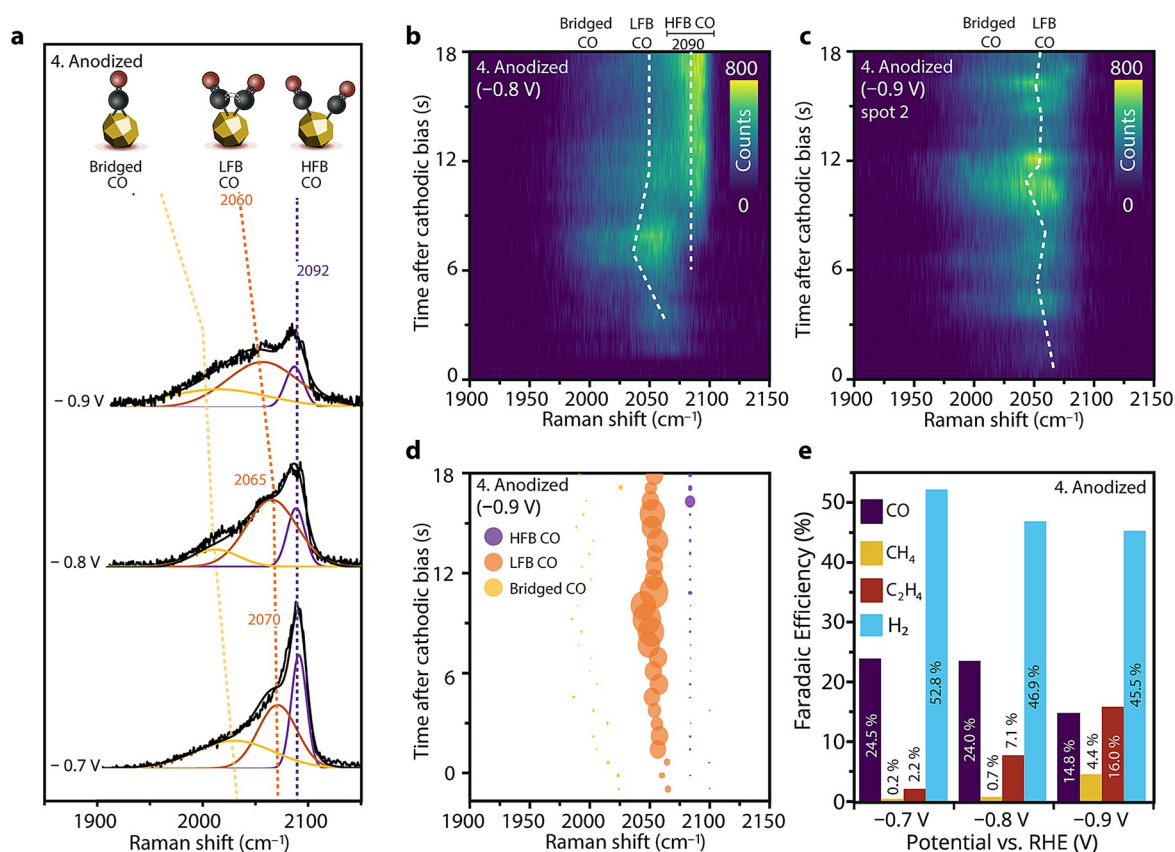 a
4. Anodized
Bridged
CO
LFB
CO
HFB
CO
2060
2092
− 0.9 V
2065
− 0.8 V
2070
− 0.7 V
1900 1950 2000 2050 2100
Raman shift (cm⁻¹)
b
Bridged
CO
LFB
CO
HFB CO
2090
4. Anodized
(−0.8 V)
800
Counts
0
18
12
6
0
Time after cathodic bias (s)
1900 1950 2000 2050 2100 2150
Raman shift (cm⁻¹)
c
Bridged
CO
LFB
CO
4. Anodized
(−0.9 V)
spot 2
800
Counts
0
18
12
6
0
Time after cathodic bias (s)
1900 1950 2000 2050 2100 2150
Raman shift (cm⁻¹)
d
4. Anodized
(−0.9 V)
HFB CO
LFB CO
Bridged CO
18
12
6
0
Time after cathodic bias (s)
1900 1950 2000 2050 2100 2150
Raman shift (cm⁻¹)
e
4. Anodized
CO
CH₄
C₂H₄
H₂
50
40
30
20
10
0
Faradaic Efficiency (%)
24.5 %
0.2 %
2.2 %
52.8 %
24.0 %
0.7 %
7.1 %
46.9 %
14.8 %
4.4 %
16.0 %
45.5 %
−0.7 V −0.8 V −0.9 V
Potential vs. RHE (V)